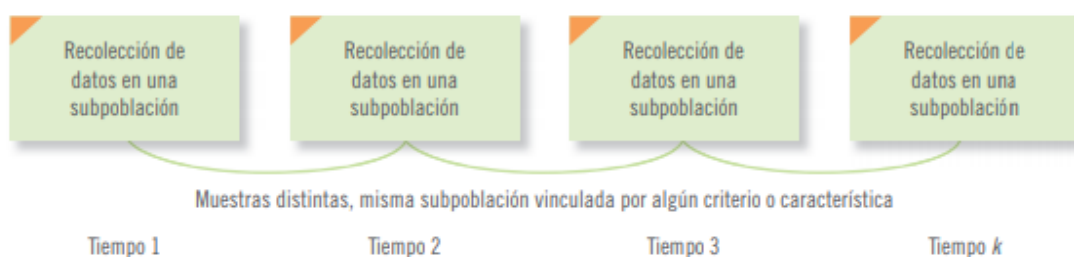 Recolección de
datos en una
subpoblación
Recolección de
datos en una
subpoblación
Recolección de
datos en una
subpoblación
Recolección de
datos en una
subpoblación
Muestras distintas, misma subpoblación vinculada por algún criterio o característica
Tiempo 1
Tiempo 2
Tiempo 3
Tiempo k